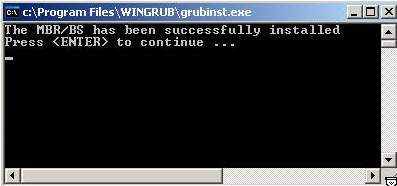 c:\Program Files\WINGRUB\grubinst.exe
The MBR/BS has been successfully installed
Press <ENTER> to continue ...